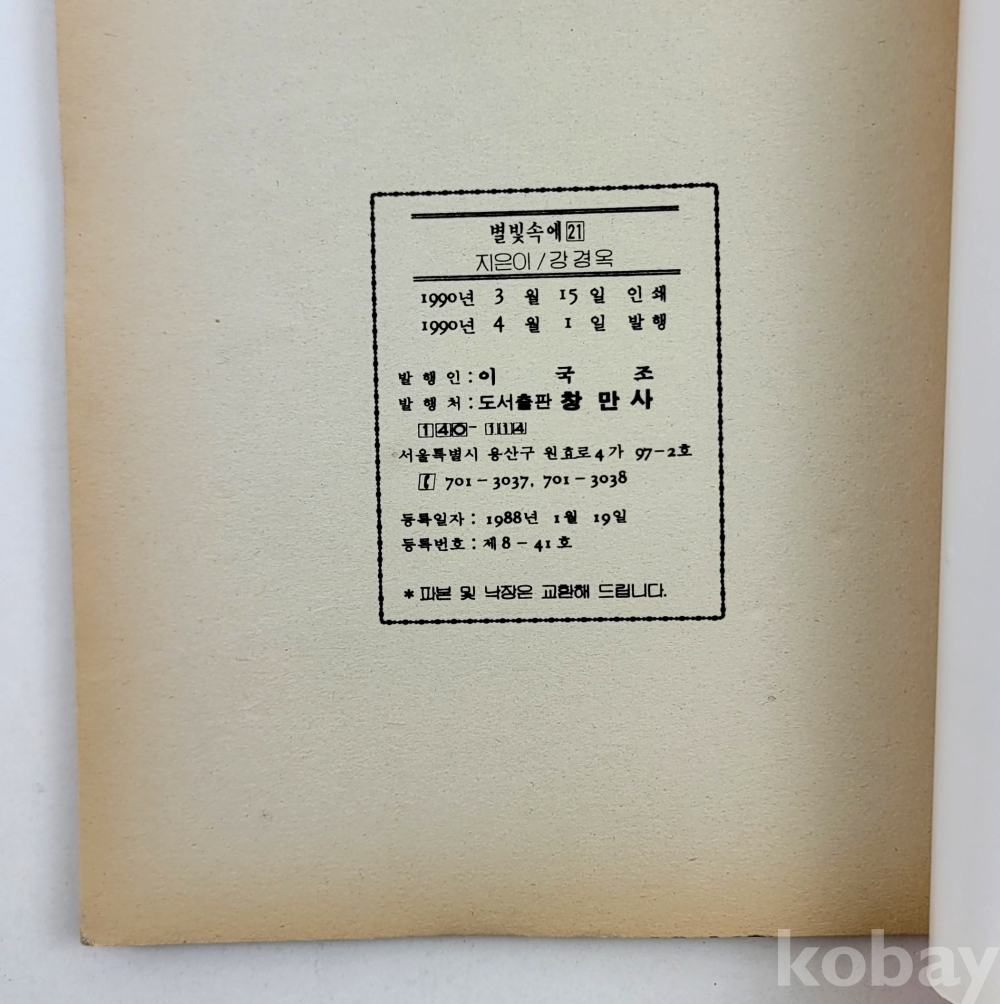 별빛속에21
지은이/강경옥
1990년 3 월 15 일 인쇄
1990년 4 월 1 일 발행
발 행 인 : 이 국 조
발 행 처 : 도서출판 창 만 사
140-114
서울특별시 용산구 원효로4가 97-2호
701-3037, 701-3038
등록일자 : 1988년 1월 19일
등록번호 : 제8-41호
* 파본 및 낙장은 교환해 드립니다.
kobay